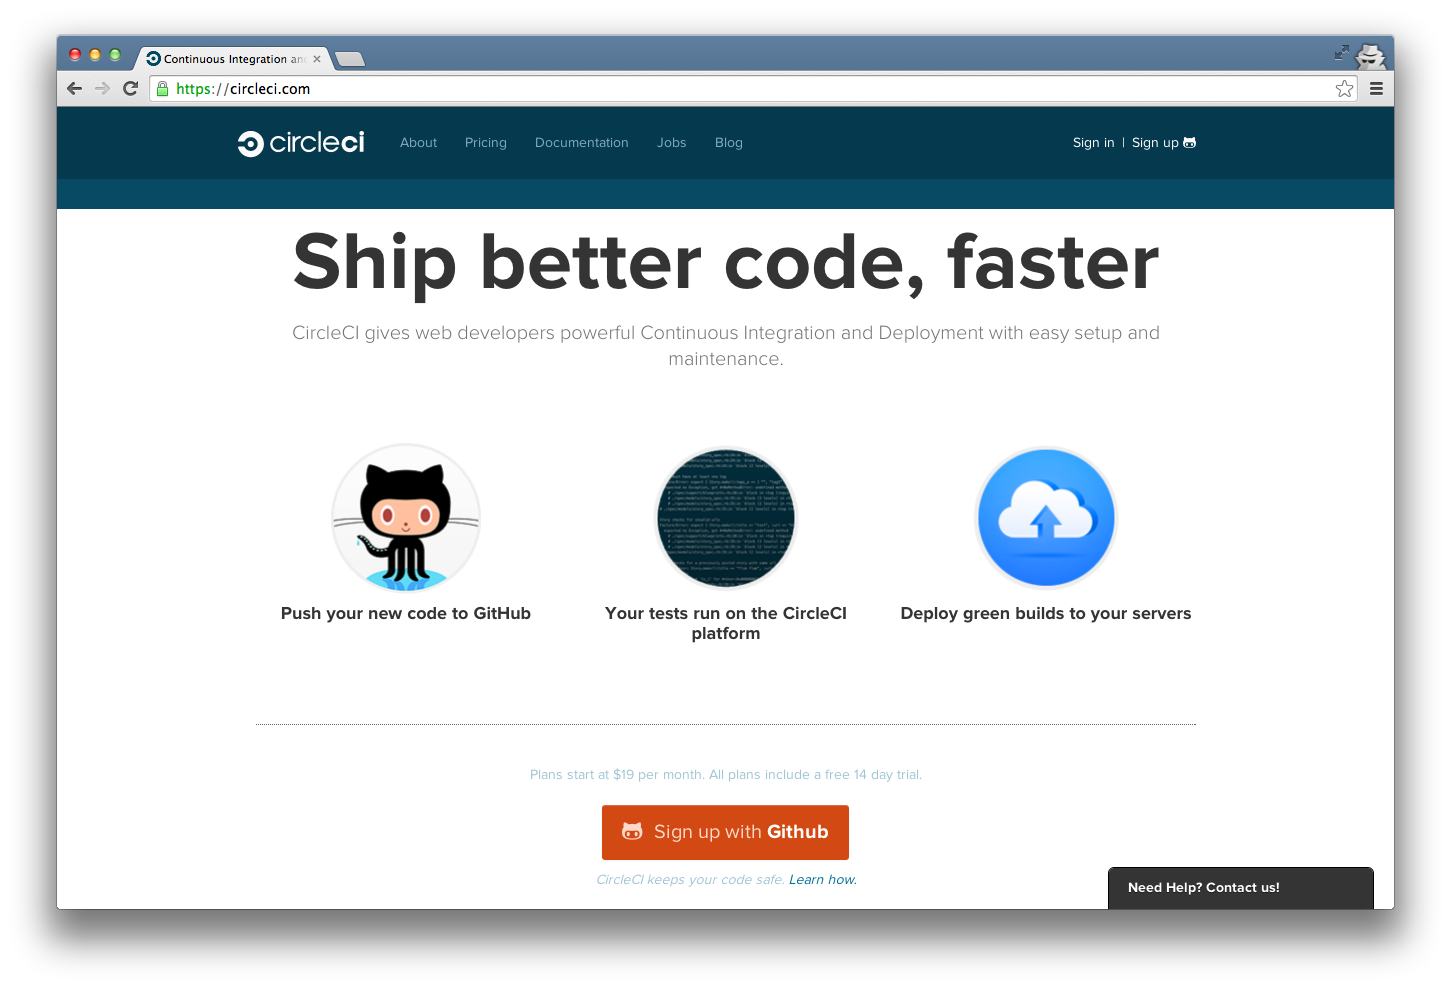 Continuous Integration an
https://circleci.com
circleci
About
Pricing
Documentation
Jobs
Blog
Sign in | Sign up
Ship better code, faster
CircleCI gives web developers powerful Continuous Integration and Deployment with easy setup and
maintenance.
Push your new code to GitHub
Your tests run on the CircleCI
platform
Deploy green builds to your servers
Plans start at $19 per month. All plans include a free 14 day trial.
Sign up with Github
CircleCI keeps your code safe. Learn how.
Need Help? Contact us!